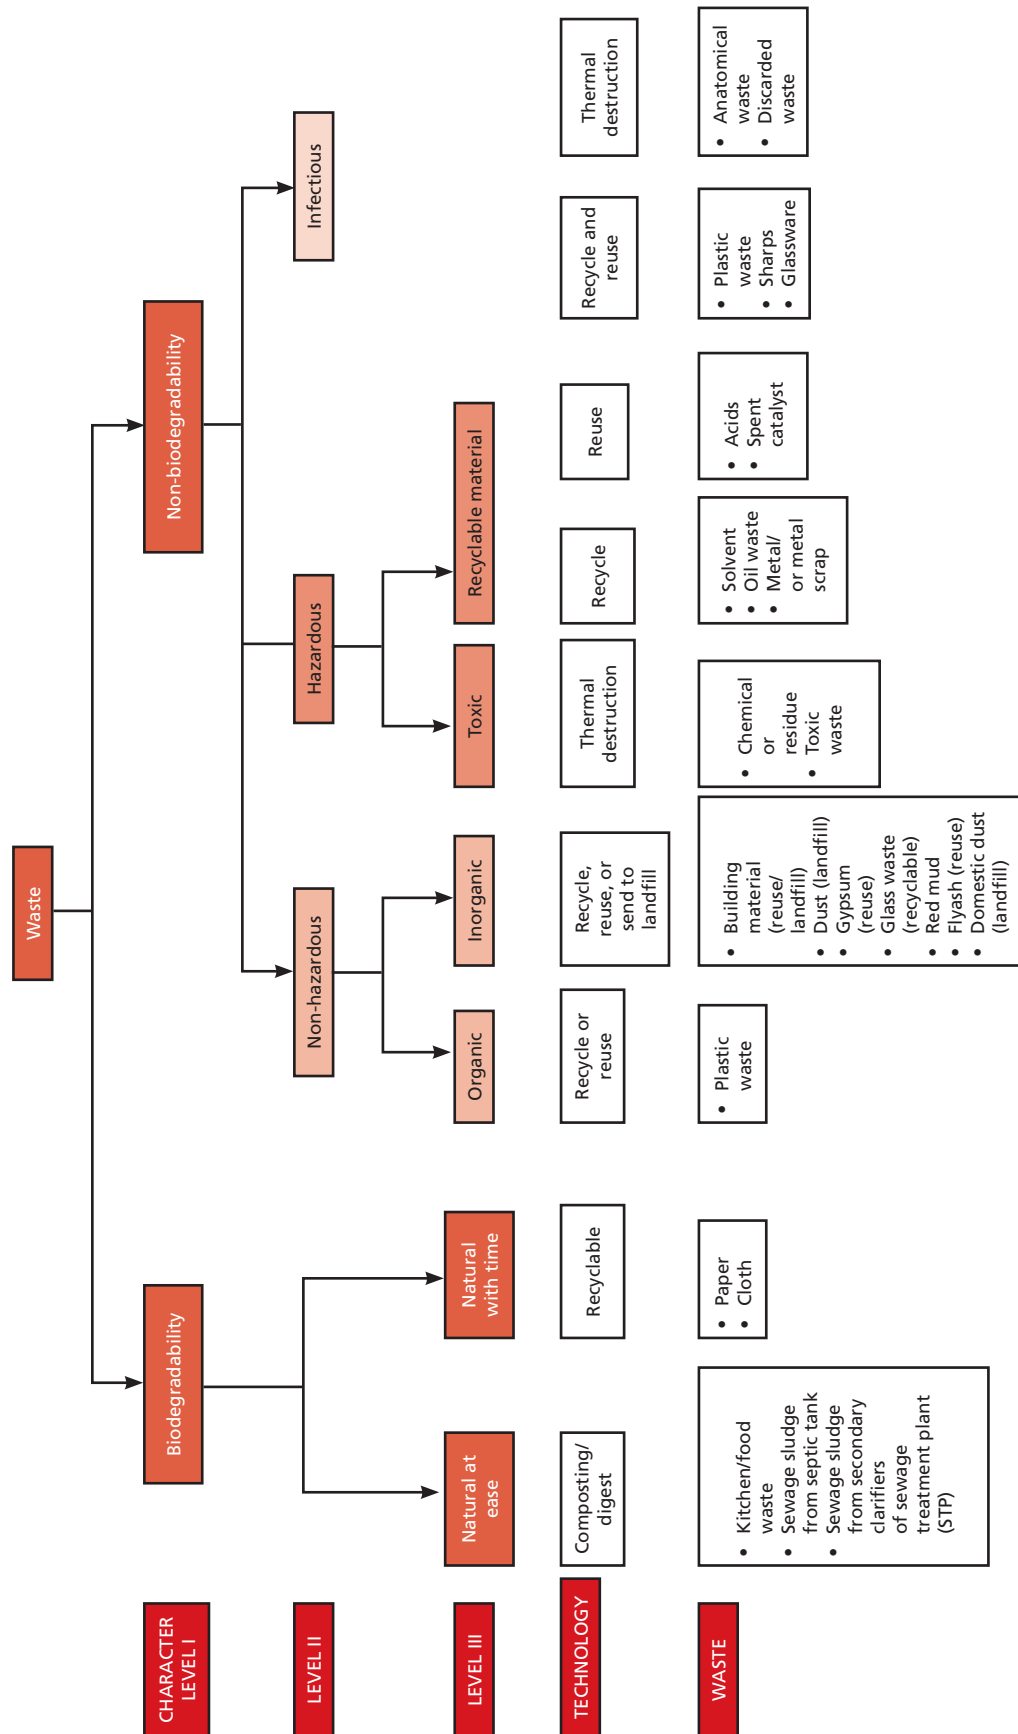 Waste
CHARACTER
LEVEL I
Biodegradability
Non-biodegradability
LEVEL II
Non-hazardous
Hazardous
Infectious
LEVEL III
Natural at
ease
Natural
with time
Organic
Inorganic
Toxic
Recyclable material
TECHNOLOGY
Composting/
digest
Recyclable
Recycle or
reuse
Recycle,
reuse, or
send to
landfill
Thermal
destruction
Recycle
Reuse
Recycle and
reuse
Thermal
destruction
WASTE
• Kitchen/food
waste
• Sewage sludge
from septic tank
• Sewage sludge
from secondary
clarifiers
of sewage
treatment plant
(STP)
• Paper
• Cloth
• Plastic
waste
• Building
material
(reuse/
landfill)
• Dust (landfill)
• Gypsum
(reuse)
• Glass waste
(recyclable)
• Red mud
• Flyash (reuse)
• Domestic dust
(landfill)
• Chemical
or
residue
• Toxic
waste
• Solvent
• Oil waste
• Metal/
or metal
scrap
• Acids
• Spent
catalyst
• Plastic
waste
• Sharps
• Glassware
• Anatomical
waste
• Discarded
waste